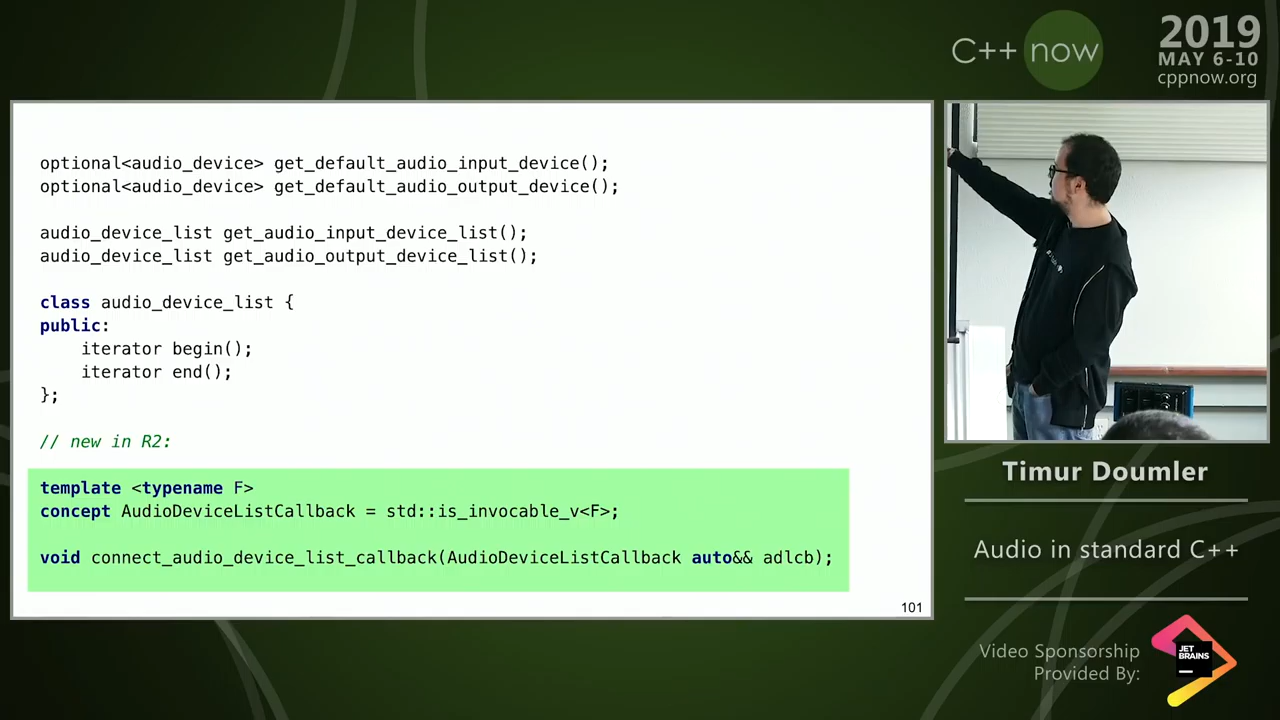 C++ now
2019
MAY 6-10
cppnow.org
optional<audio_device> get_default_audio_input_device();
optional<audio_device> get_default_audio_output_device();
audio_device_list get_audio_input_device_list();
audio_device_list get_audio_output_device_list();
class audio_device_list {
public:
    iterator begin();
    iterator end();
};
// new in R2:
template <typename F>
concept AudioDeviceListCallback = std::is_invocable_v<F>;
void connect_audio_device_list_callback(AudioDeviceListCallback auto&& adlcb);
101
Timur Doumler
Audio in standard C++
Video Sponsorship
Provided By:
JET
BRAINS